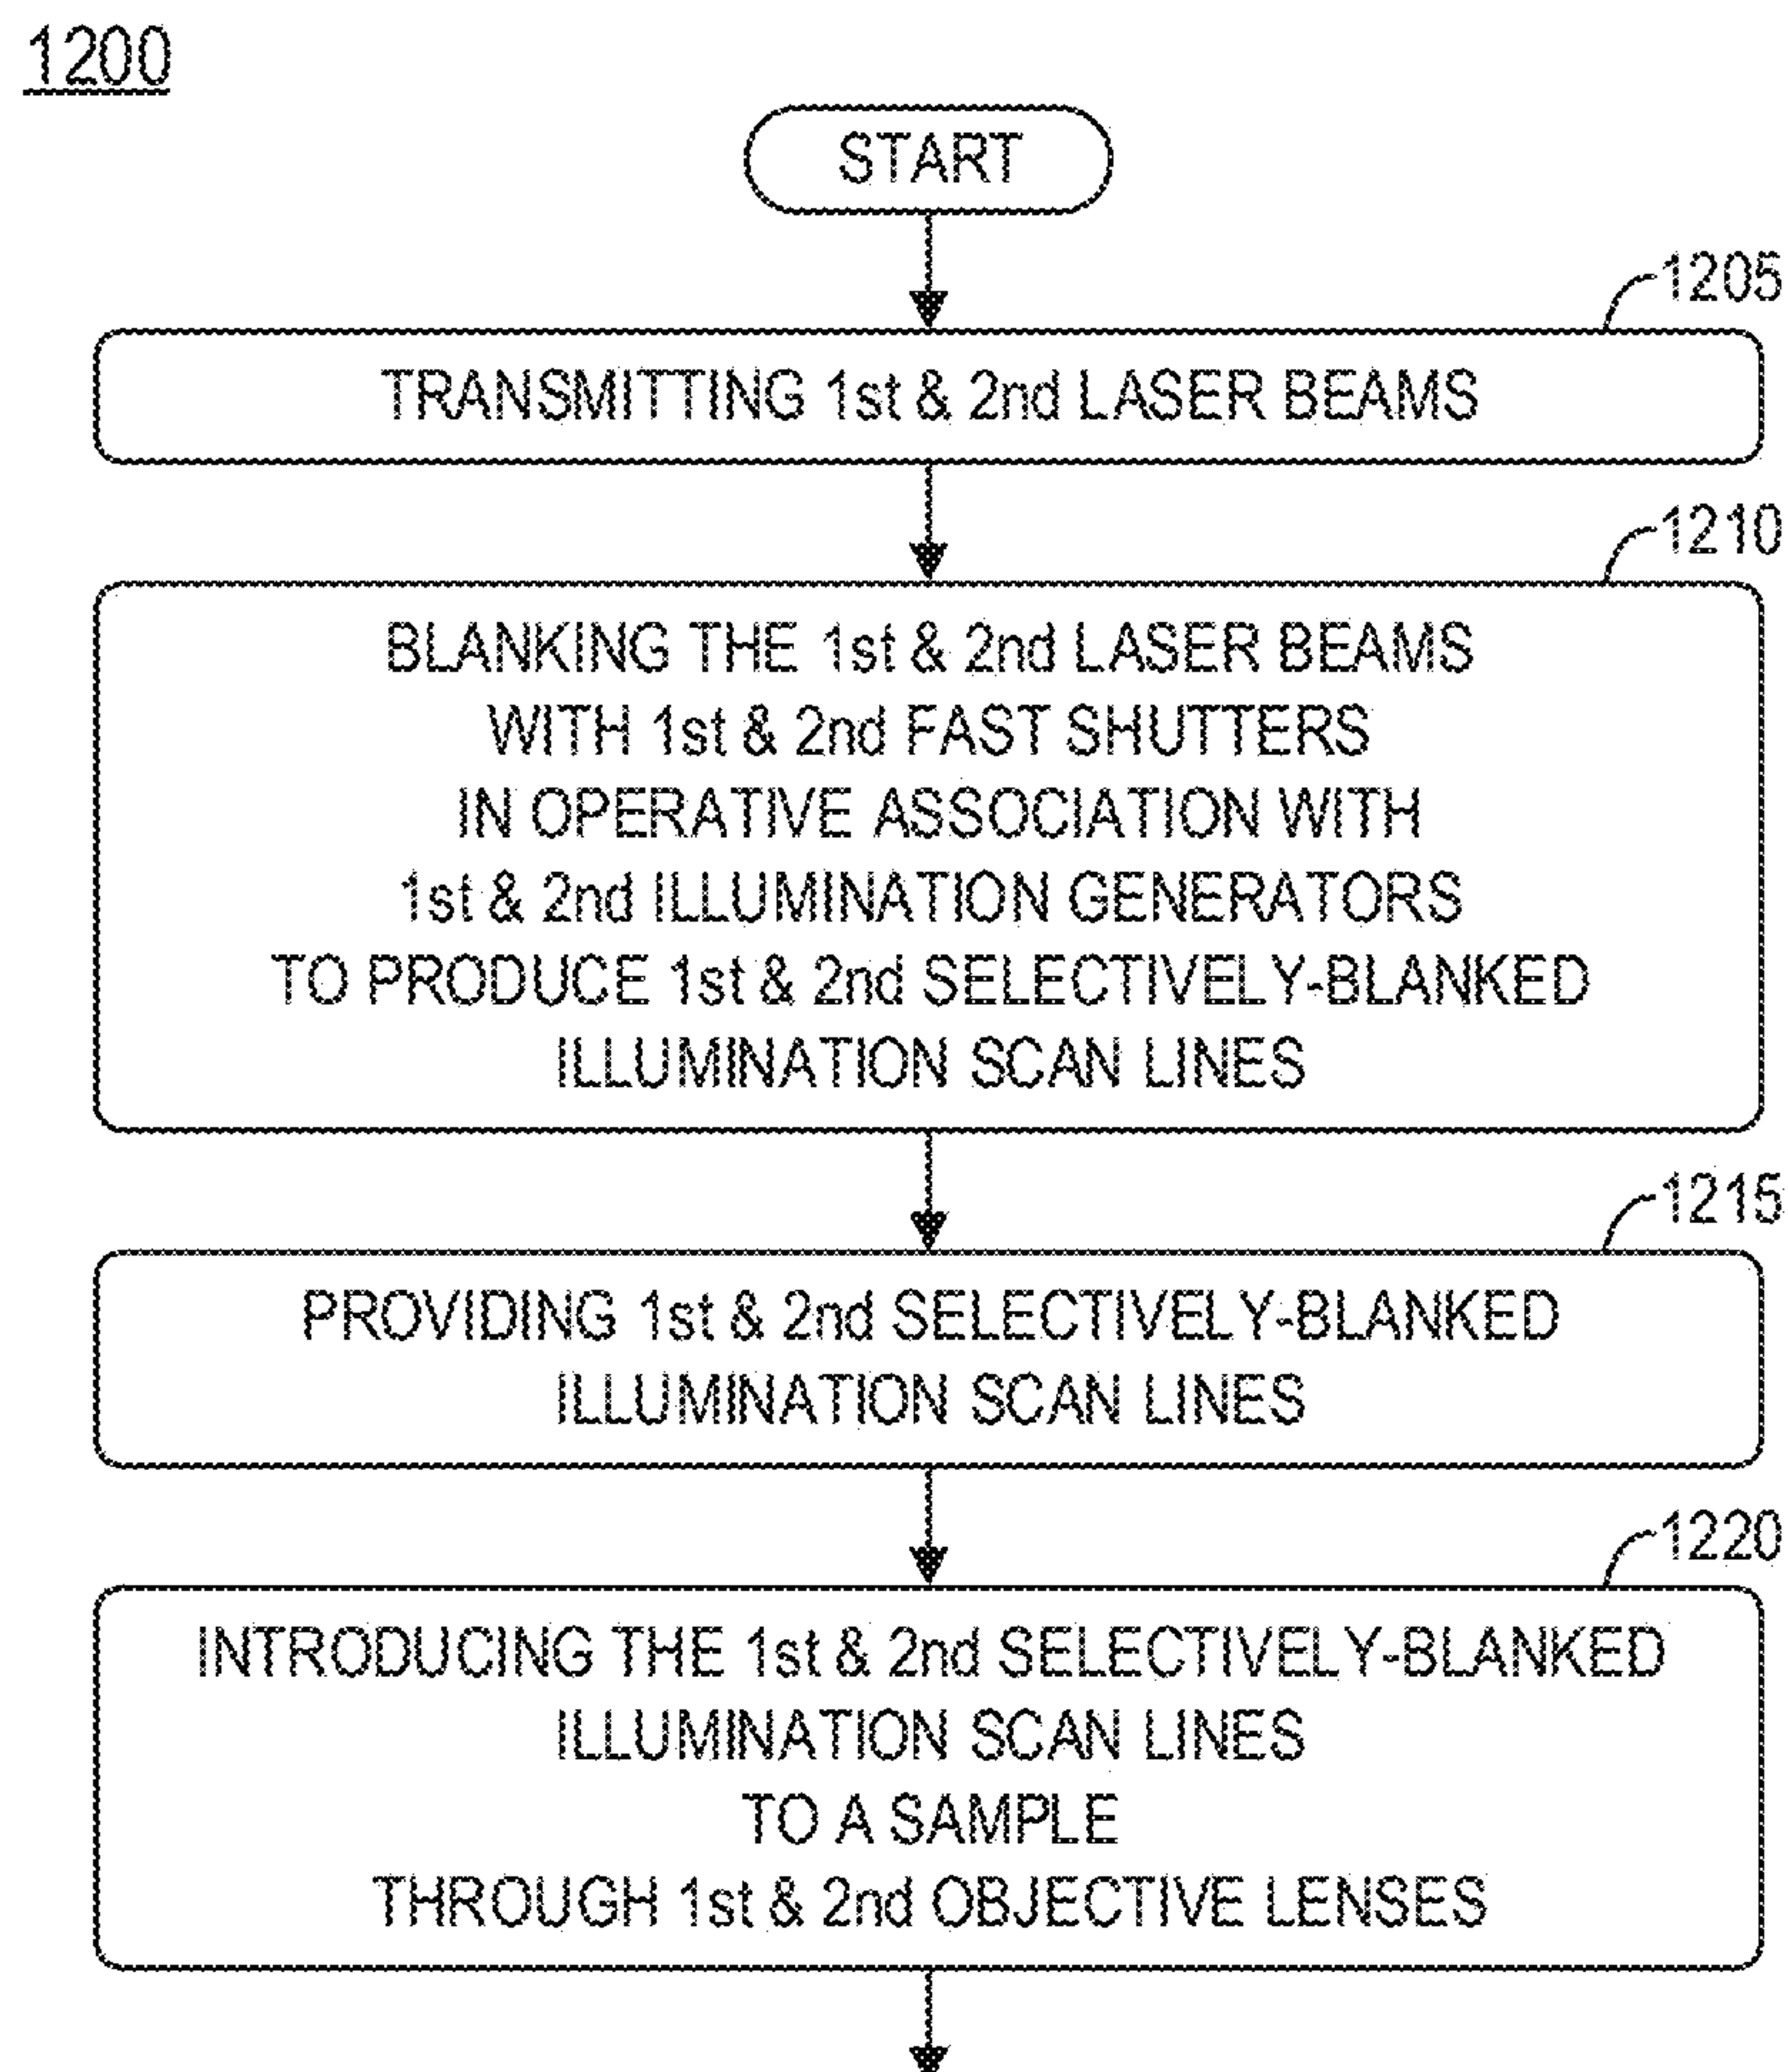 1200
START
1205
TRANSMITTING 1st & 2nd LASER BEAMS
1210
BLANKING THE 1st & 2nd LASER BEAMS
WITH 1st & 2nd FAST SHUTTERS
IN OPERATIVE ASSOCIATION WITH
1st & 2nd ILLUMINATION GENERATORS
TO PRODUCE 1st & 2nd SELECTIVELY-BLANKED
ILLUMINATION SCAN LINES
1215
PROVIDING 1st & 2nd SELECTIVELY-BLANKED
ILLUMINATION SCAN LINES
1220
INTRODUCING THE 1st & 2nd SELECTIVELY-BLANKED
ILLUMINATION SCAN LINES
TO A SAMPLE
THROUGH 1st & 2nd OBJECTIVE LENSES